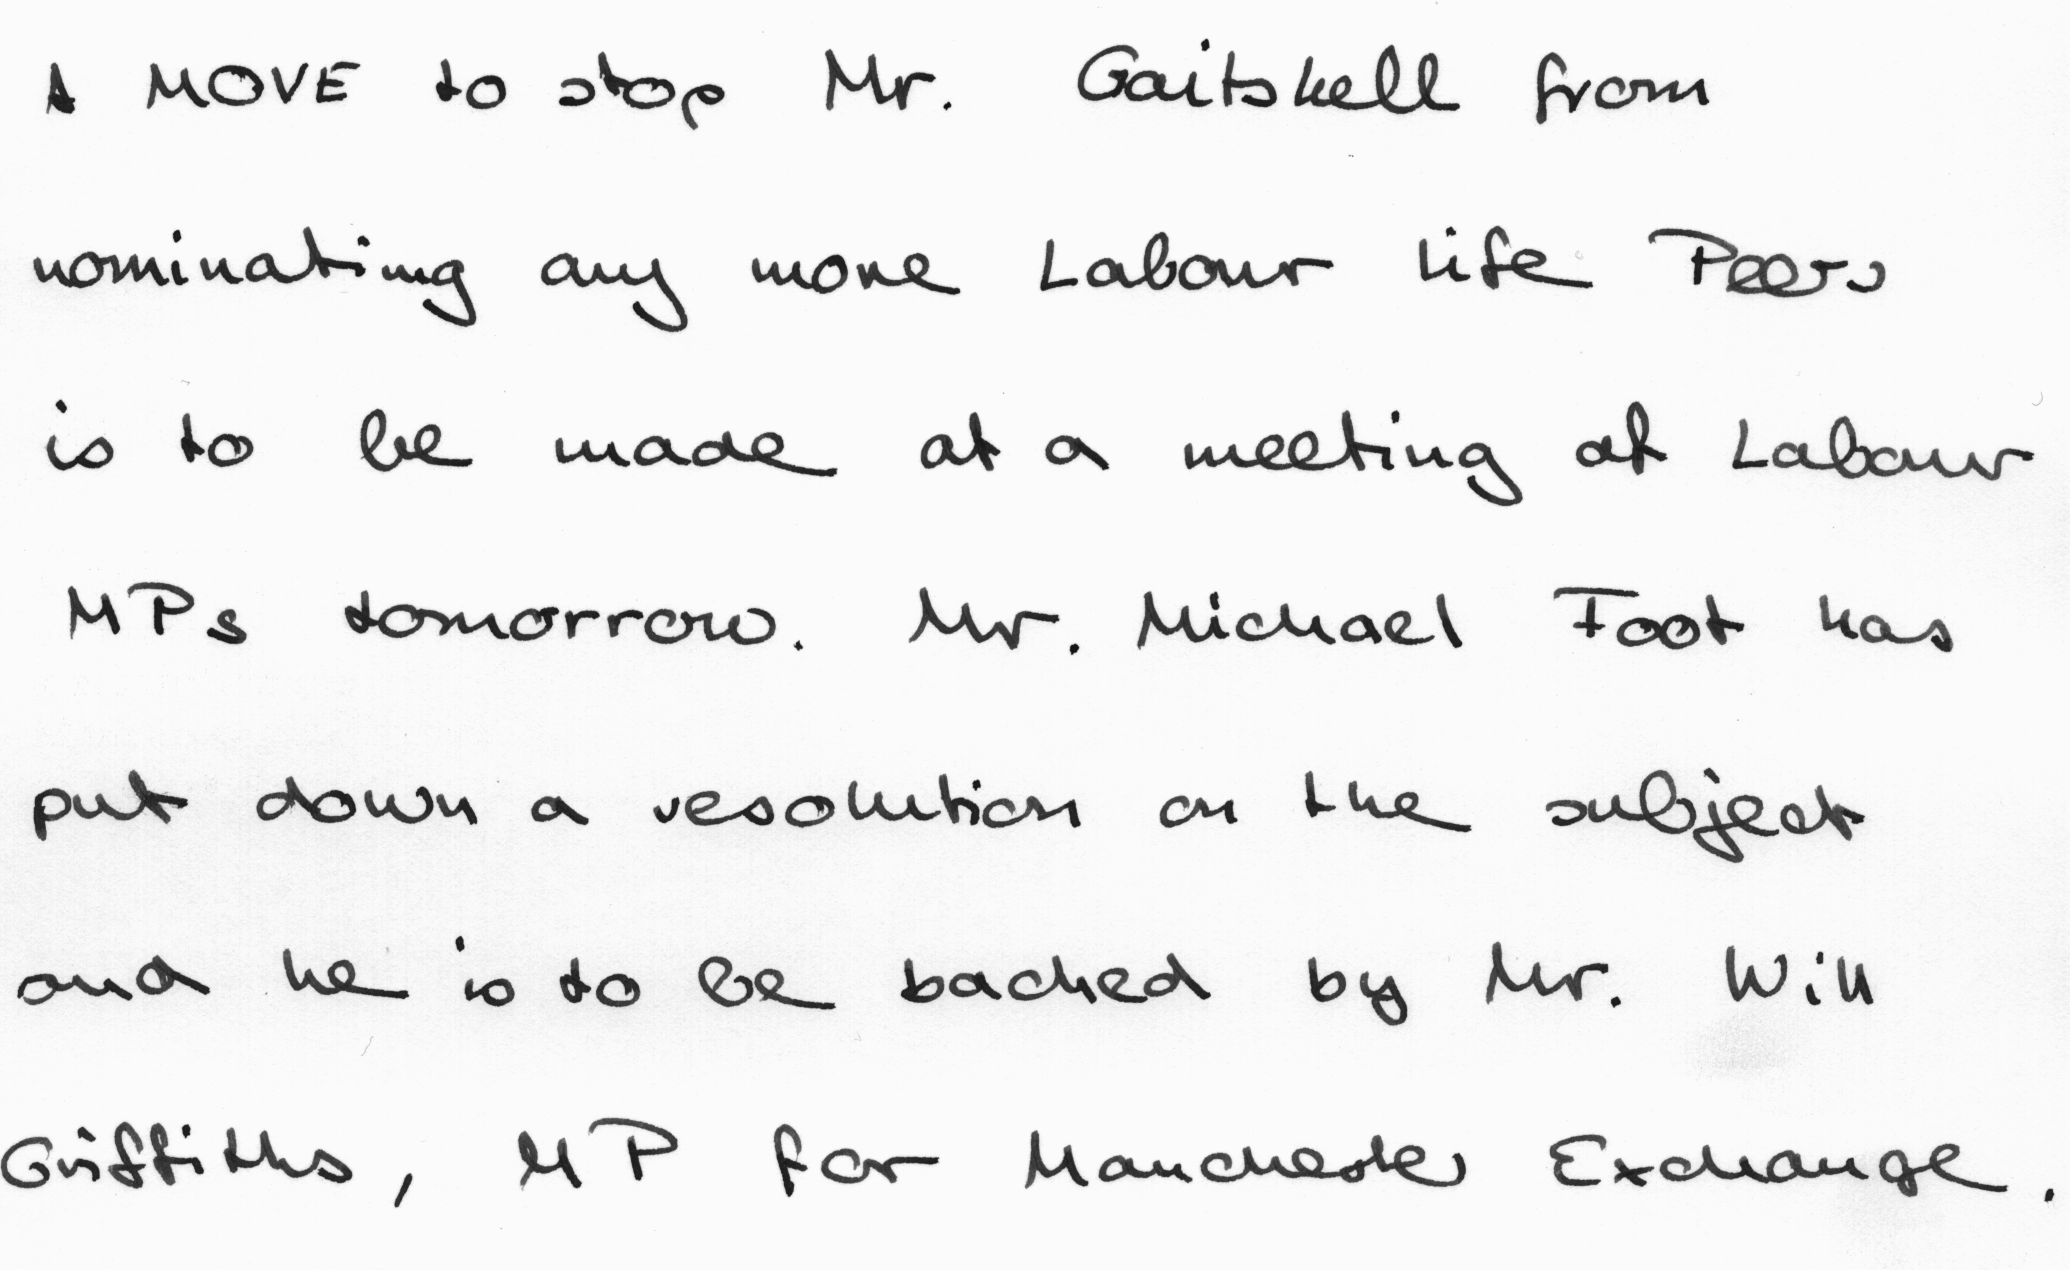 A MOVE to stop Mr. Gaitskell from
nominating any more Labour life Peers
is to be made at a meeting of Labour
MPs tomorrow. Mr. Michael Foot has
put down a resolution on the subject
and he is to be backed by Mr. Will
Griffiths, MP for Manchester Exchange.